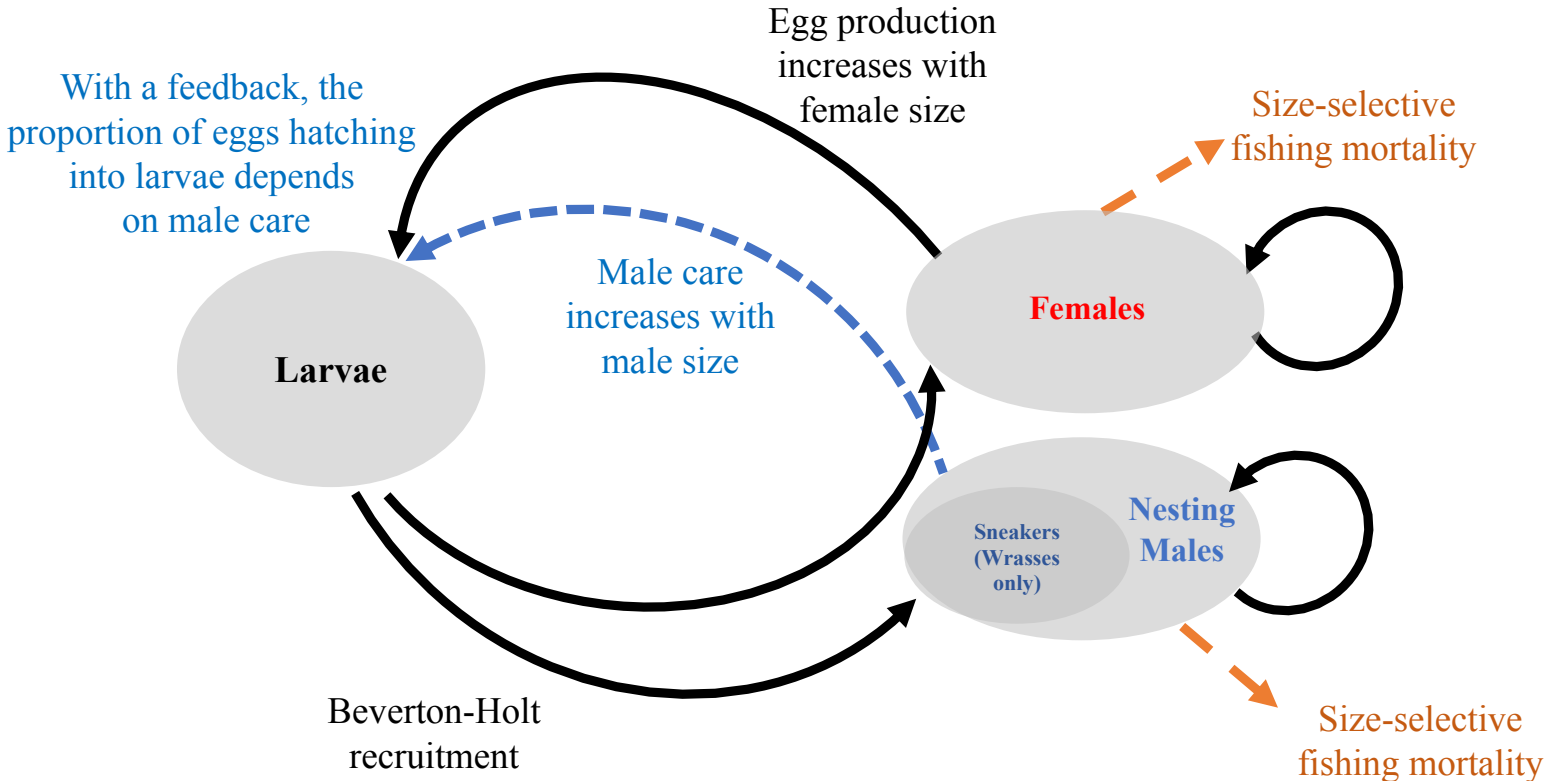 Egg production
increases with
female size
With a feedback, the
proportion of eggs hatching
into larvae depends
on male care
Size-selective
fishing mortality
Male care
increases with
male size
Females
Larvae
Nesting
Males
Sneakers
(Wrasses
only)
Beverton-Holt
recruitment
Size-selective
fishing mortality